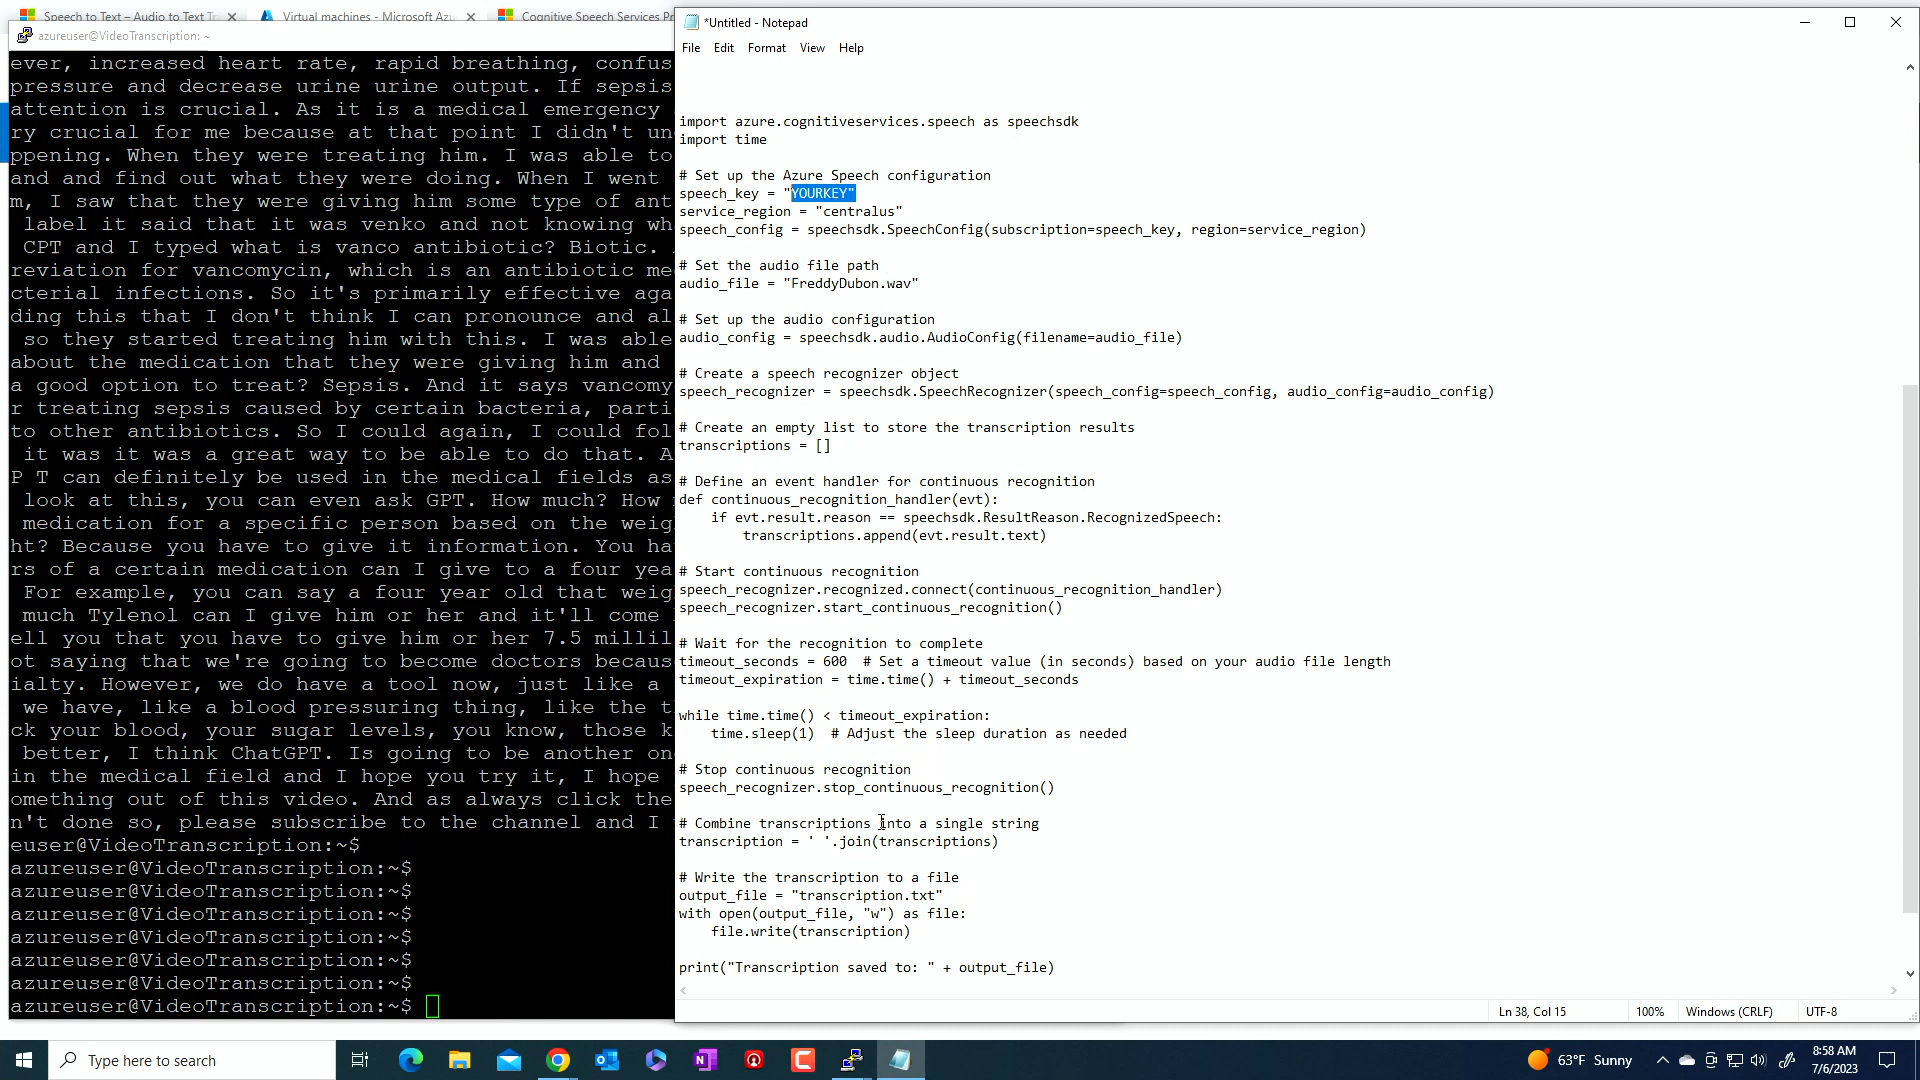 Speech to Text – Audio to Text Tr
Virtual machines - Microsoft Azu
Cognitive Speech Services Pr
azureuser@VideoTranscription: ~
ever, increased heart rate, rapid breathing, confus
pressure and decrease urine urine output. If sepsis
attention is crucial. As it is a medical emergency
ry crucial for me because at that point I didn't un
ppening. When they were treating him. I was able to
and and find out what they were doing. When I went
m, I saw that they were giving him some type of ant
label it said that it was venko and not knowing wh
CPT and I typed what is vanco antibiotic? Biotic.
reviation for vancomycin, which is an antibiotic me
cterial infections. So it's primarily effective aga
ding this that I don't think I can pronounce and al
so they started treating him with this. I was able
about the medication that they were giving him and
a good option to treat? Sepsis. And it says vancomy
r treating sepsis caused by certain bacteria, parti
to other antibiotics. So I could again, I could fol
it was it was a great way to be able to do that. A
P T can definitely be used in the medical fields as
look at this, you can even ask GPT. How much? How
medication for a specific person based on the weig
ht? Because you have to give it information. You ha
rs of a certain medication can I give to a four yea
For example, you can say a four year old that weig
much Tylenol can I give him or her and it'll come
ell you that you have to give him or her 7.5 millil
ot saying that we're going to become doctors becaus
ialty. However, we do have a tool now, just like a
we have, like a blood pressuring thing, like the t
ck your blood, your sugar levels, you know, those k
better, I think ChatGPT. Is going to be another on
in the medical field and I hope you try it, I hope
omething out of this video. And as always click the
n't done so, please subscribe to the channel and I
euser@VideoTranscription:~$
azureuser@VideoTranscription:~$
azureuser@VideoTranscription:~$
azureuser@VideoTranscription:~$
azureuser@VideoTranscription:~$
azureuser@VideoTranscription:~$
azureuser@VideoTranscription:~$
azureuser@VideoTranscription:~$
*Untitled - Notepad
File Edit Format View Help
import azure.cognitiveservices.speech as speechsdk
import time
# Set up the Azure Speech configuration
speech_key = "YOURKEY"
service_region = "centralus"
speech_config = speechsdk.SpeechConfig(subscription=speech_key, region=service_region)
# Set the audio file path
audio_file = "FreddyDubon.wav"
# Set up the audio configuration
audio_config = speechsdk.audio.AudioConfig(filename=audio_file)
# Create a speech recognizer object
speech_recognizer = speechsdk.SpeechRecognizer(speech_config=speech_config, audio_config=audio_config)
# Create an empty list to store the transcription results
transcriptions = []
# Define an event handler for continuous recognition
def continuous_recognition_handler(evt):
    if evt.result.reason == speechsdk.ResultReason.RecognizedSpeech:
        transcriptions.append(evt.result.text)
# Start continuous recognition
speech_recognizer.recognized.connect(continuous_recognition_handler)
speech_recognizer.start_continuous_recognition()
# Wait for the recognition to complete
timeout_seconds = 600  # Set a timeout value (in seconds) based on your audio file length
timeout_expiration = time.time() + timeout_seconds
while time.time() < timeout_expiration:
    time.sleep(1)  # Adjust the sleep duration as needed
# Stop continuous recognition
speech_recognizer.stop_continuous_recognition()
# Combine transcriptions into a single string
transcription = ' '.join(transcriptions)
# Write the transcription to a file
output_file = "transcription.txt"
with open(output_file, "w") as file:
    file.write(transcription)
print("Transcription saved to: " + output_file)
Ln 38, Col 15 100% Windows (CRLF) UTF-8
Type here to search
63°F Sunny
8:58 AM
7/6/2023